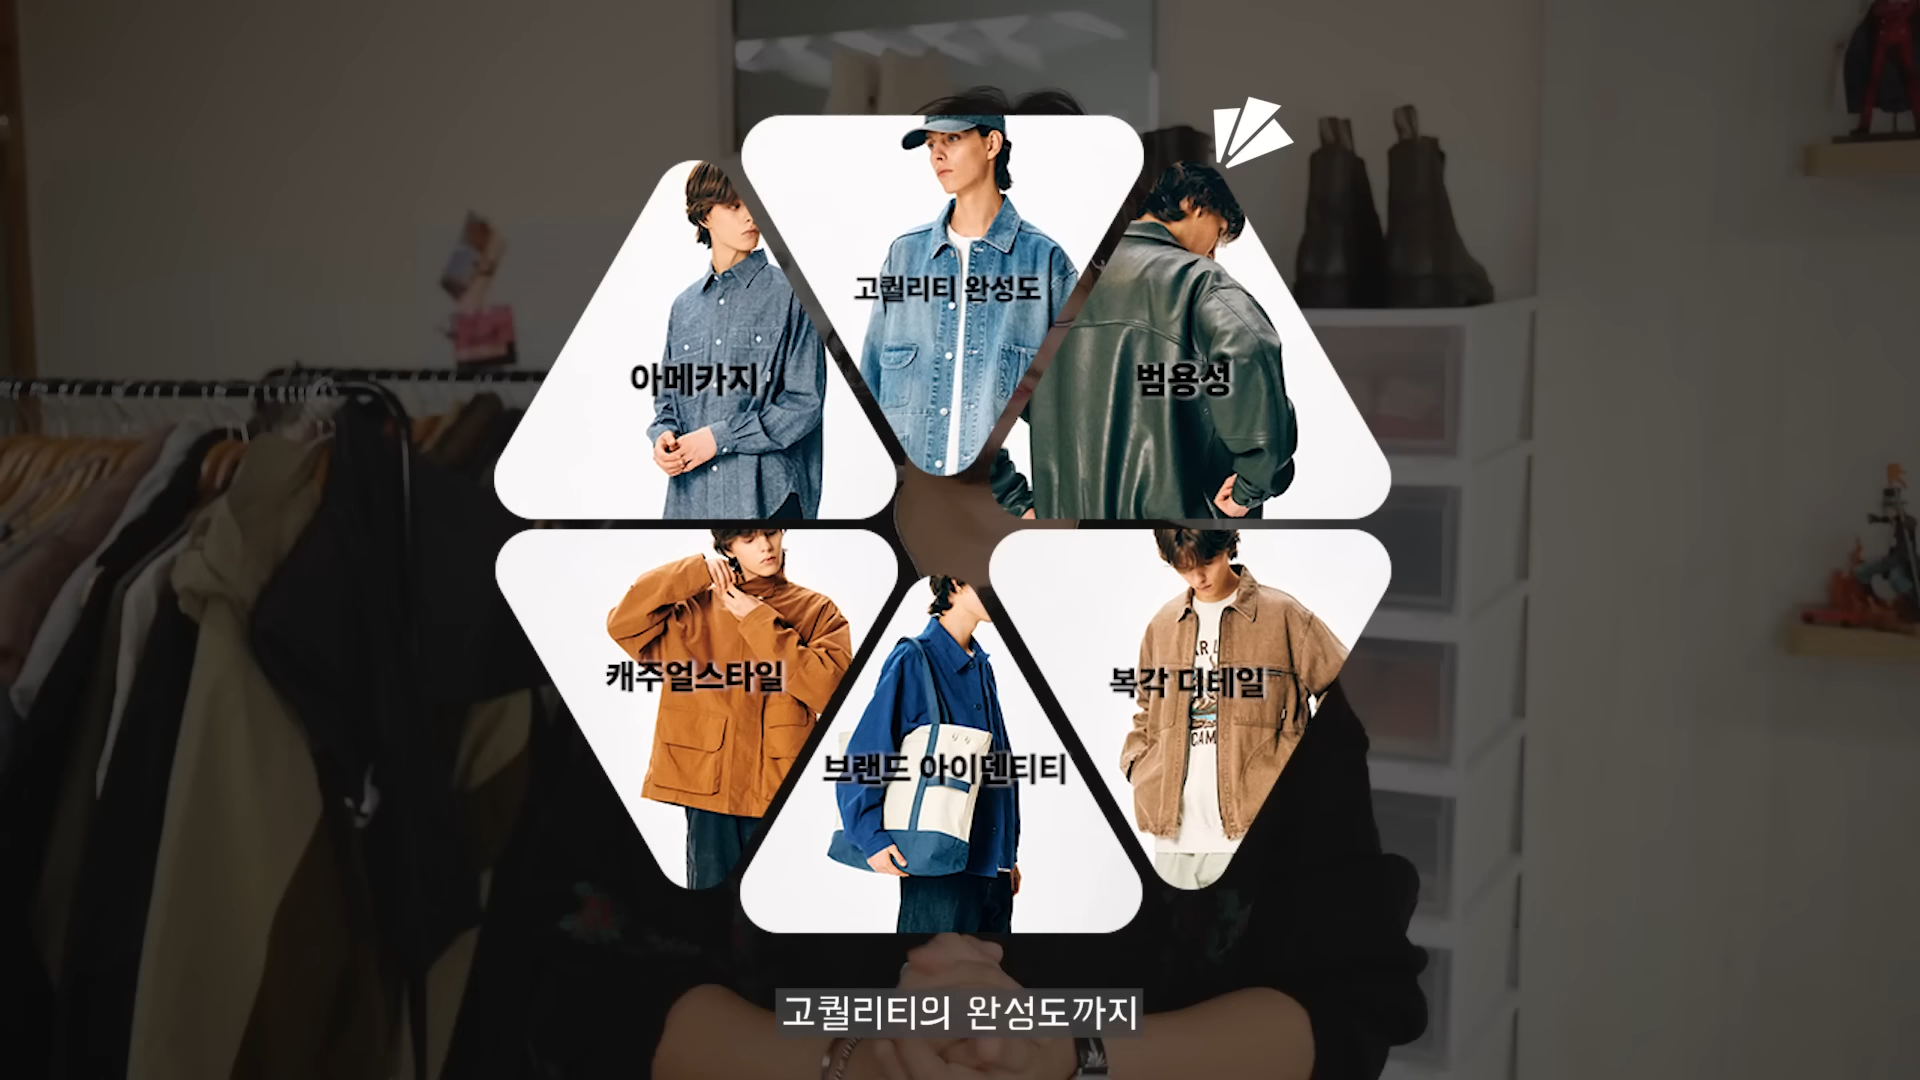 고퀄리티 완성도
아메카지
범용성
캐주얼스타일
복각 디테일
브랜드 아이덴티티
CAMP
고퀄리티의 완성도까지